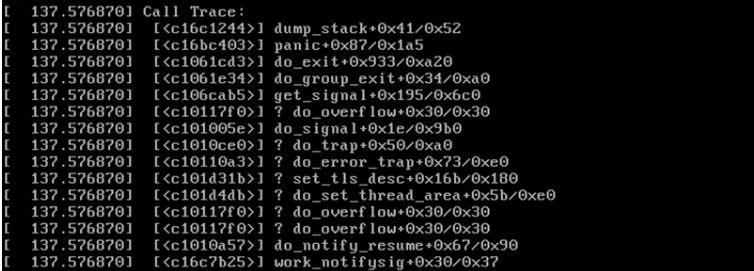 [  137.576870] Call Trace:
[  137.576870]  [<c16c1244>] dump_stack+0x41/0x52
[  137.576870]  [<c16bc403>] panic+0x87/0x1a5
[  137.576870]  [<c1061cd3>] do_exit+0x933/0xa20
[  137.576870]  [<c1061e34>] do_group_exit+0x34/0xa0
[  137.576870]  [<c106cab5>] get_signal+0x195/0x6c0
[  137.576870]  [<c10117f0>] ? do_overflow+0x30/0x30
[  137.576870]  [<c101005e>] do_signal+0x1e/0x9b0
[  137.576870]  [<c1010ce0>] ? do_trap+0x50/0xa0
[  137.576870]  [<c10110a3>] ? do_error_trap+0x73/0xe0
[  137.576870]  [<c101d31b>] ? set_tls_desc+0x16b/0x180
[  137.576870]  [<c101d4db>] ? do_set_thread_area+0x5b/0xe0
[  137.576870]  [<c10117f0>] ? do_overflow+0x30/0x30
[  137.576870]  [<c10117f0>] ? do_overflow+0x30/0x30
[  137.576870]  [<c1010a57>] do_notify_resume+0x67/0x90
[  137.576870]  [<c16c7b25>] work_notifysig+0x30/0x37